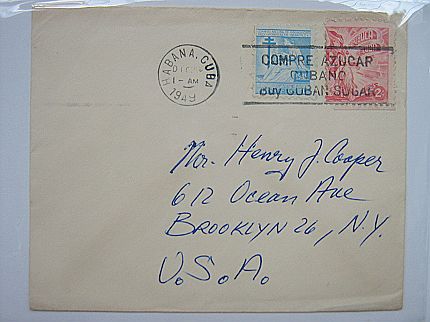 HABANA, CUBA
1-AM
1949
COMPRE AZUCAR
CUBANO
Buy CUBAN SUGAR
Mr. Henry J. Cooper
612 Ocean Ave
BROOKLYN 26, N.Y.
U.S.A.